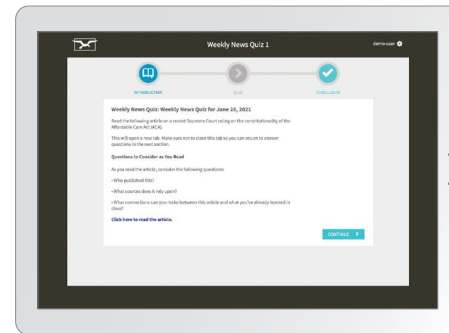 Weekly News Quiz 1
demo-user
INTRODUCTION
QUIZ
CONCLUSION
Weekly News Quiz: Weekly News Quiz for June 28, 2021
Read the following article on a recent Supreme Court ruling on the constitutionality of the
Affordable Care Act (ACA).
This will open a new tab. Make sure not to close this tab so you can return to answer
questions in the next section.
Questions to Consider as You Read
As you read the article, consider the following questions:
-Who published this?
-What sources does it rely upon?
-What connections can you make between this article and what you've already learned in
class?
Click here to read the article.
CONTINUE